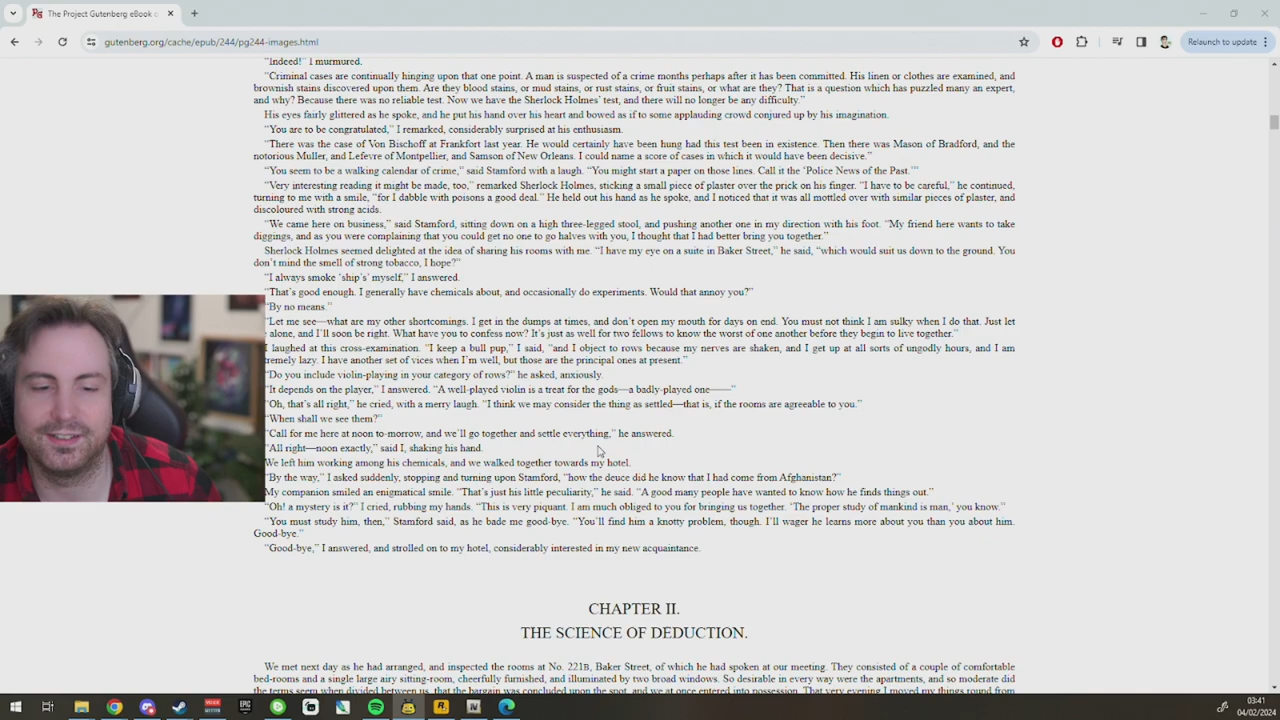 The Project Gutenberg eBook o
gutenberg.org/cache/epub/244/pg244-images.html
Relaunch to update
“Indeed!” I murmured.
“Criminal cases are continually hinging upon that one point. A man is suspected of a crime months perhaps after it has been committed. His linen or clothes are examined, and
brownish stains discovered upon them. Are they blood stains, or mud stains, or rust stains, or fruit stains, or what are they? That is a question which has puzzled many an expert,
and why? Because there was no reliable test. Now we have the Sherlock Holmes’ test, and there will no longer be any difficulty.”
His eyes fairly glittered as he spoke, and he put his hand over his heart and bowed as if to some applauding crowd conjured up by his imagination.
“You are to be congratulated,” I remarked, considerably surprised at his enthusiasm.
“There was the case of Von Bischoff at Frankfort last year. He would certainly have been hung had this test been in existence. Then there was Mason of Bradford, and the
notorious Muller, and Lefevre of Montpellier, and Samson of New Orleans. I could name a score of cases in which it would have been decisive.”
“You seem to be a walking calendar of crime,” said Stamford with a laugh. “You might start a paper on those lines. Call it the ‘Police News of the Past.’”
“Very interesting reading it might be made, too,” remarked Sherlock Holmes, sticking a small piece of plaster over the prick on his finger. “I have to be careful,” he continued,
turning to me with a smile, “for I dabble with poisons a good deal.” He held out his hand as he spoke, and I noticed that it was all mottled over with similar pieces of plaster, and
discoloured with strong acids.
“We came here on business,” said Stamford, sitting down on a high three-legged stool, and pushing another one in my direction with his foot. “My friend here wants to take
diggings, and as you were complaining that you could get no one to go halves with you, I thought that I had better bring you together.”
Sherlock Holmes seemed delighted at the idea of sharing his rooms with me. “I have my eye on a suite in Baker Street,” he said, “which would suit us down to the ground. You
don’t mind the smell of strong tobacco, I hope?”
“I always smoke ‘ship’s’ myself,” I answered.
“That’s good enough. I generally have chemicals about, and occasionally do experiments. Would that annoy you?”
“By no means.”
“Let me see—what are my other shortcomings. I get in the dumps at times, and don’t open my mouth for days on end. You must not think I am sulky when I do that. Just let
alone, and I’ll soon be right. What have you to confess now? It’s just as well for two fellows to know the worst of one another before they begin to live together.”
I laughed at this cross-examination. “I keep a bull pup,” I said, “and I object to rows because my nerves are shaken, and I get up at all sorts of ungodly hours, and I am
tremely lazy. I have another set of vices when I’m well, but those are the principal ones at present.”
“Do you include violin-playing in your category of rows?” he asked, anxiously.
“It depends on the player,” I answered. “A well-played violin is a treat for the gods—a badly-played one——”
“Oh, that’s all right,” he cried, with a merry laugh. “I think we may consider the thing as settled—that is, if the rooms are agreeable to you.”
“When shall we see them?”
“Call for me here at noon to-morrow, and we’ll go together and settle everything,” he answered.
“All right—noon exactly,” said I, shaking his hand.
We left him working among his chemicals, and we walked together towards my hotel.
“By the way,” I asked suddenly, stopping and turning upon Stamford, “how the deuce did he know that I had come from Afghanistan?”
My companion smiled an enigmatical smile. “That’s just his little peculiarity,” he said. “A good many people have wanted to know how he finds things out.”
“Oh! a mystery is it?” I cried, rubbing my hands. “This is very piquant. I am much obliged to you for bringing us together. ‘The proper study of mankind is man,’ you know.”
“You must study him, then,” Stamford said, as he bade me good-bye. “You’ll find him a knotty problem, though. I’ll wager he learns more about you than you about him.
Good-bye.”
“Good-bye,” I answered, and strolled on to my hotel, considerably interested in my new acquaintance.
CHAPTER II.
THE SCIENCE OF DEDUCTION.
We met next day as he had arranged, and inspected the rooms at No. 221B, Baker Street, of which he had spoken at our meeting. They consisted of a couple of comfortable
bed-rooms and a single large airy sitting-room, cheerfully furnished, and illuminated by two broad windows. So desirable in every way were the apartments, and so moderate did
the terms seem when divided between us, that the bargain was concluded upon the spot, and we at once entered into possession. That very evening I moved my things round from
03:41
04/02/2024